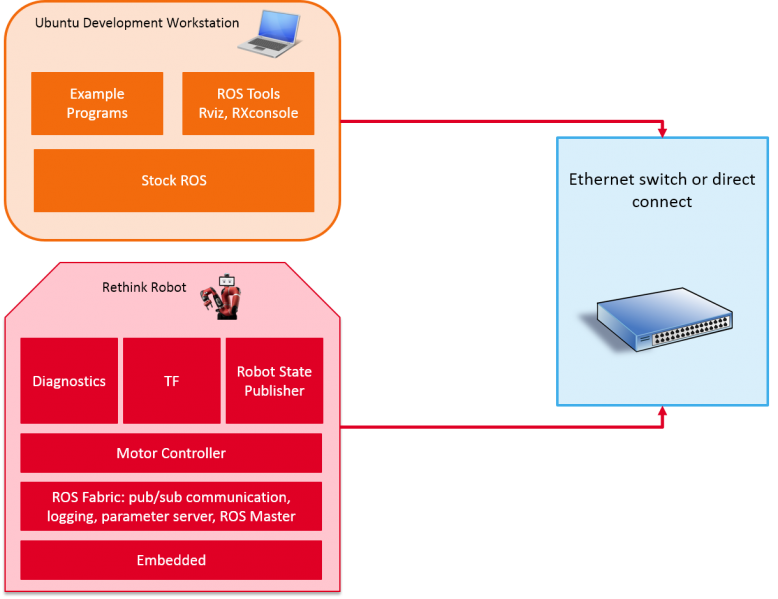 Ubuntu Development Workstation
Example
Programs
ROS Tools
Rviz, RXconsole
Stock ROS
Ethernet switch or direct
connect
Rethink Robot
Diagnostics
TF
Robot State
Publisher
Motor Controller
ROS Fabric: pub/sub communication,
logging, parameter server, ROS Master
Embedded